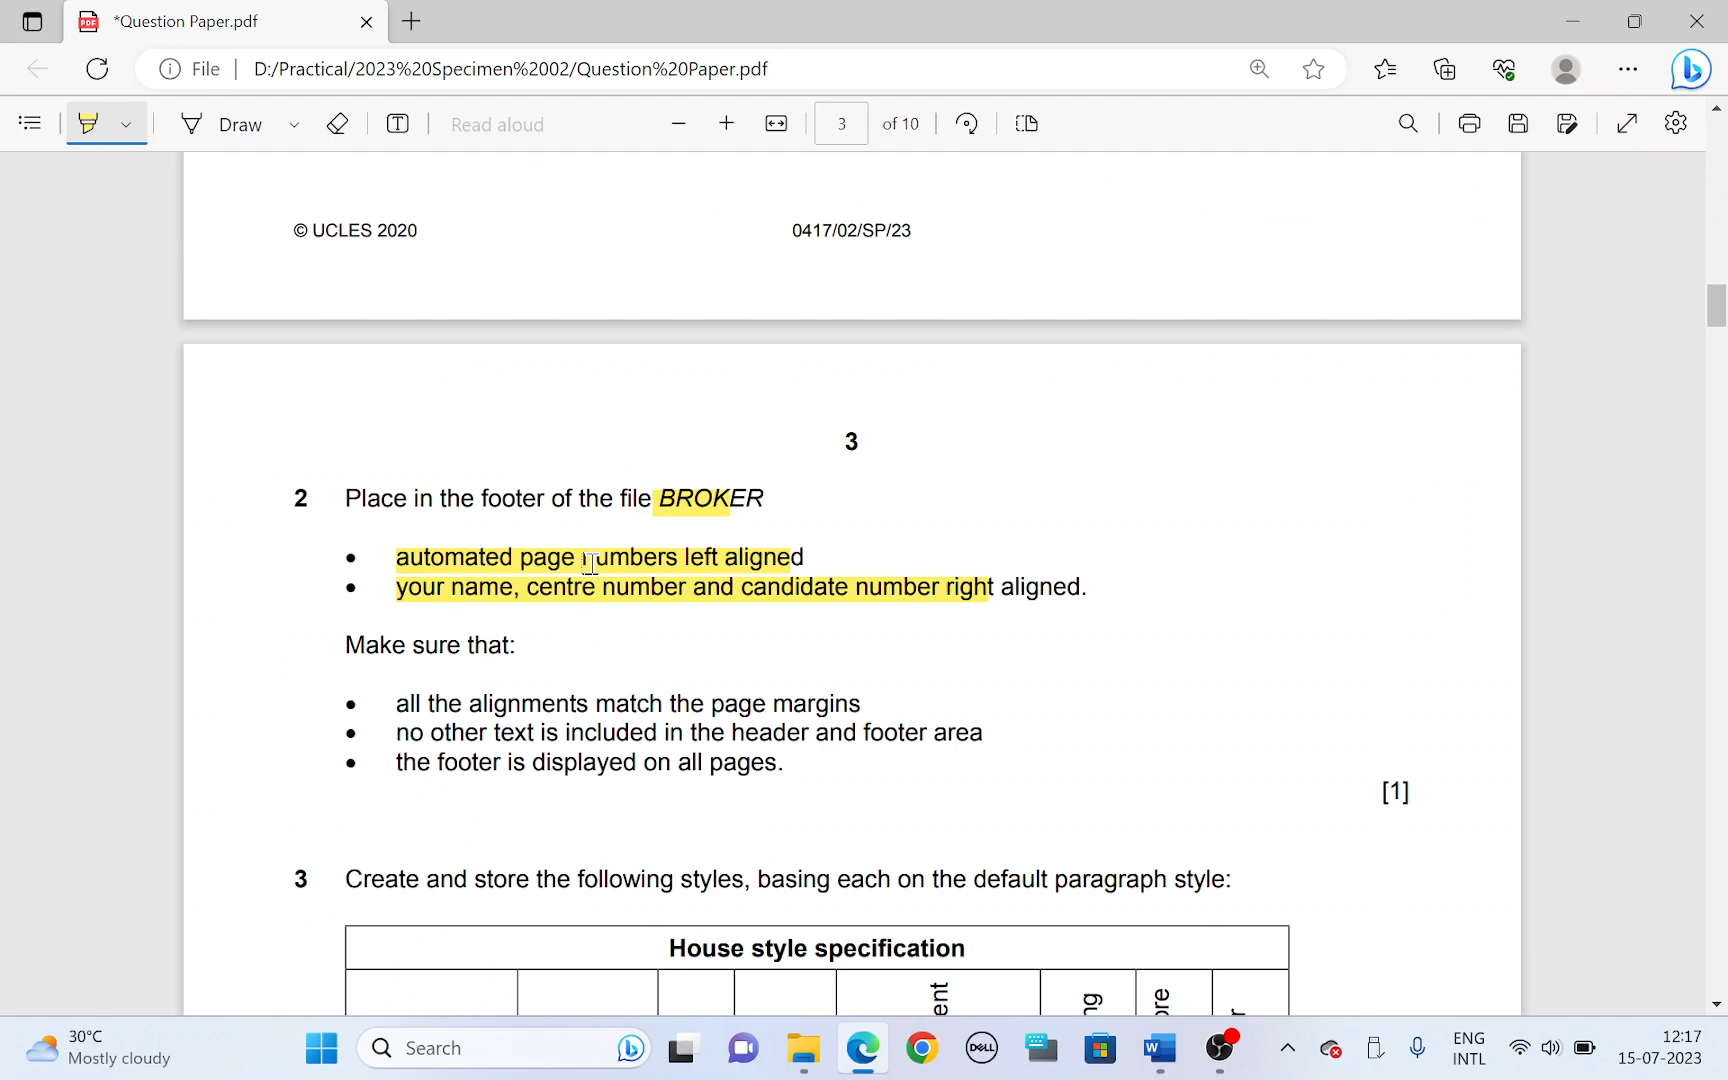 *Question Paper.pdf
File
D:/Practical/2023%20Specimen%2002/Question%20Paper.pdf
Draw
Read aloud
3
of 10
© UCLES 2020
0417/02/SP/23
3
2 Place in the footer of the file BROKER
• automated page numbers left aligned
• your name, centre number and candidate number right aligned.
Make sure that:
• all the alignments match the page margins
• no other text is included in the header and footer area
• the footer is displayed on all pages.
[1]
3 Create and store the following styles, basing each on the default paragraph style:
House style specification
30°C
Mostly cloudy
Search
DELL
ENG
INTL
12:17
15-07-2023